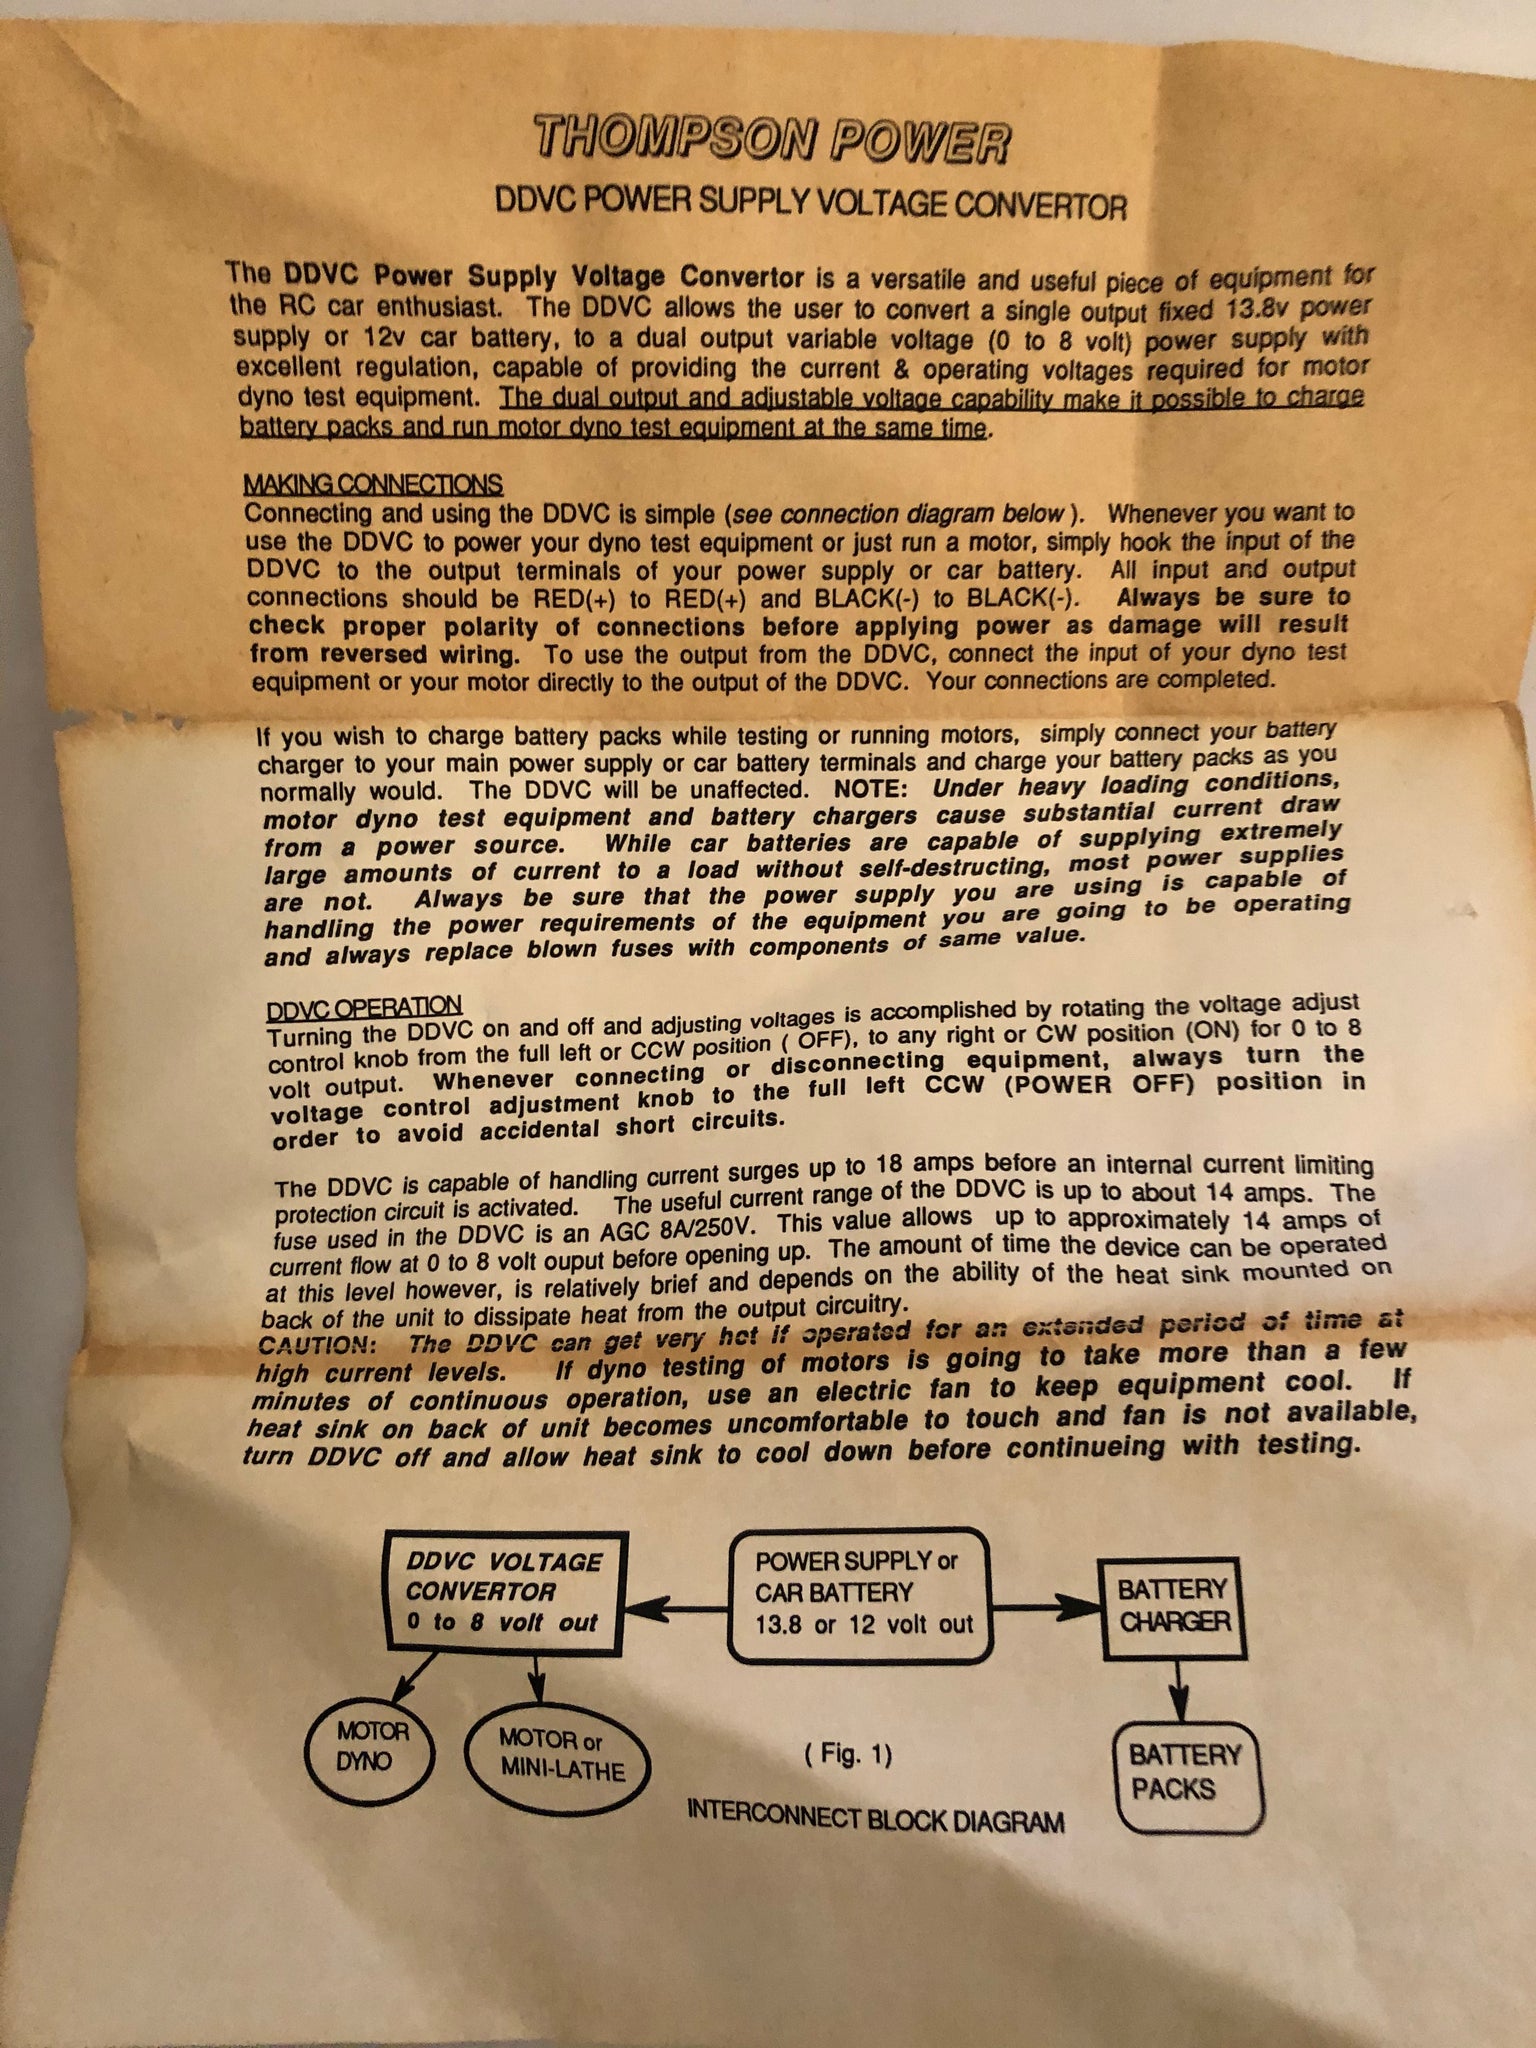 THOMPSON POWER
DDVC POWER SUPPLY VOLTAGE CONVERTOR
The DDVC Power Supply Voltage Convertor is a versatile and useful piece of equipment for
the RC car enthusiast. The DDVC allows the user to convert a single output fixed 13.8v power
supply or 12v car battery, to a dual output variable voltage (0 to 8 volt) power supply with
excellent regulation, capable of providing the current & operating voltages required for motor
dyno test equipment. The dual output and adjustable voltage capability make it possible to charge
battery packs and run motor dyno test equipment at the same time.
MAKING CONNECTIONS
Connecting and using the DDVC is simple (see connection diagram below ). Whenever you want to
use the DDVC to power your dyno test equipment or just run a motor, simply hook the input of the
DDVC to the output terminals of your power supply or car battery. All input and output
connections should be RED(+) to RED(+) and BLACK(-) to BLACK(-). Always be sure to
check proper polarity of connections before applying power as damage will result
from reversed wiring. To use the output from the DDVC, connect the input of your dyno test
equipment or your motor directly to the output of the DDVC. Your connections are completed.
If you wish to charge battery packs while testing or running motors, simply connect your battery
charger to your main power supply or car battery terminals and charge your battery packs as you
normally would. The DDVC will be unaffected. NOTE: Under heavy loading conditions,
motor dyno test equipment and battery chargers cause substantial current draw
from a power source. While car batteries are capable of supplying extremely
large amounts of current to a load without self-destructing, most power supplies
are not. Always be sure that the power supply you are using is capable of
handling the power requirements of the equipment you are going to be operating
and always replace blown fuses with components of same value.
DDVC OPERATION
Turning the DDVC on and off and adjusting voltages is accomplished by rotating the voltage adjust
control knob from the full left or CCW position ( OFF), to any right or CW position (ON) for 0 to 8
volt output. Whenever connecting or disconnecting equipment, always turn the
voltage control adjustment knob to the full left CCW (POWER OFF) position in
order to avoid accidental short circuits.
The DDVC is capable of handling current surges up to 18 amps before an internal current limiting
protection circuit is activated. The useful current range of the DDVC is up to about 14 amps. The
fuse used in the DDVC is an AGC 8A/250V. This value allows up to approximately 14 amps of
current flow at 0 to 8 volt ouput before opening up. The amount of time the device can be operated
at this level however, is relatively brief and depends on the ability of the heat sink mounted on
back of the unit to dissipate heat from the output circuitry.
CAUTION: The DDVC can get very hot if operated for an extended period of time at
high current levels. If dyno testing of motors is going to take more than a few
minutes of continuous operation, use an electric fan to keep equipment cool. If
heat sink on back of unit becomes uncomfortable to touch and fan is not available,
turn DDVC off and allow heat sink to cool down before continueing with testing.
DDVC VOLTAGE
CONVERTOR
0 to 8 volt out
POWER SUPPLY or
CAR BATTERY
13.8 or 12 volt out
BATTERY
CHARGER
MOTOR
DYNO
MOTOR or
MINI-LATHE
BATTERY
PACKS
( Fig. 1)
INTERCONNECT BLOCK DIAGRAM